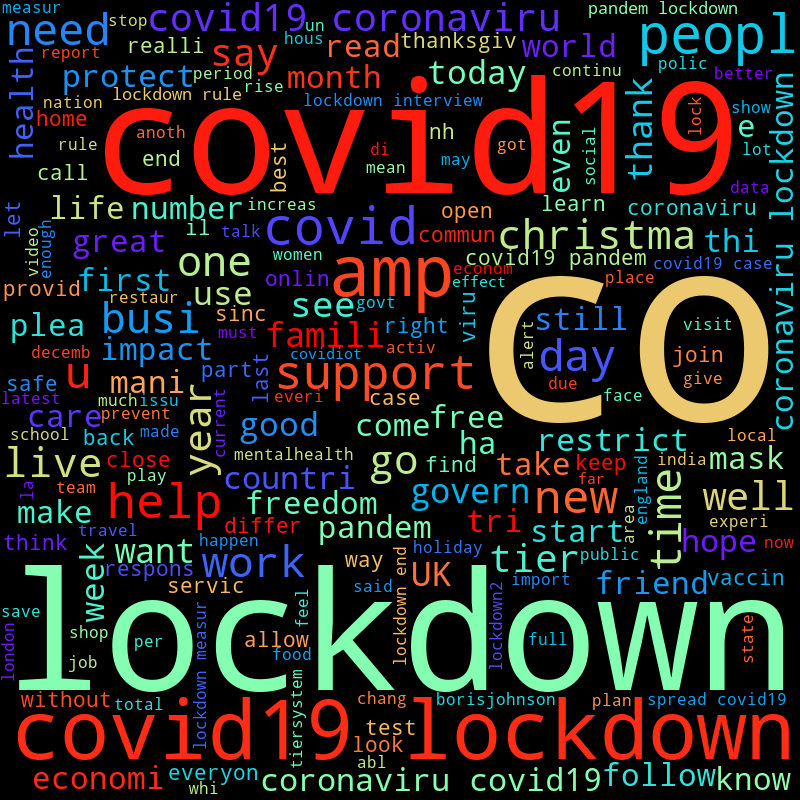 measur
stop
covid19 coronaviru
un
pandem lockdown
need
realli
hous
say
read
thanksgiv
world
peopl
health
report
protect
period
rise
month
today
continu
polic
better
nation
lockdown rule
lockdown interview
social
show
home
anoth
covid19
nh
di
may
got
even
thank
e
lock
lot
rule
call
end
best
mean
data
let
life
number
increas
open
learn
coronaviru
coronaviru lockdown
video
enough
great
il
talk
covid
commun
christma
thi
women
one
onlin
amp
econom
covid19 pandem
covid19 case
provid
first
use
see
govt
effect
co
place
restaur
sinc
viru
alert
still
visit
plea
busi
must
famili
right
day
join
decemb
impact
covidiot
activ
u
support
due
give
safe
mani
part
last
everi
case
face
latest
care
prevent
much
issu
year
current
come
free
local
school
made
good
ha
restrict
back
mentalhealth
close
live
play
countri
go
find
take
keep
india
mask
la
team
help
freedom
govern
new
far
area
england
well
make
travel
differ
pandem
tri
start
time
experi
think
happen
want
way
holiday
tier
public
hope
now
week
respons
work
servic
said
lockdown end
UK
lockdown2
import
friend
vaccin
save
lockdown
shop
per
job
lockdown measur
allow
food
feel
full
state
london
without
total
tiersystem
chang
borisjohnson
plan
spread covid19
covid19 lockdown
test
look
abl
economi
everyon
whi
coronaviru covid19
follow
know